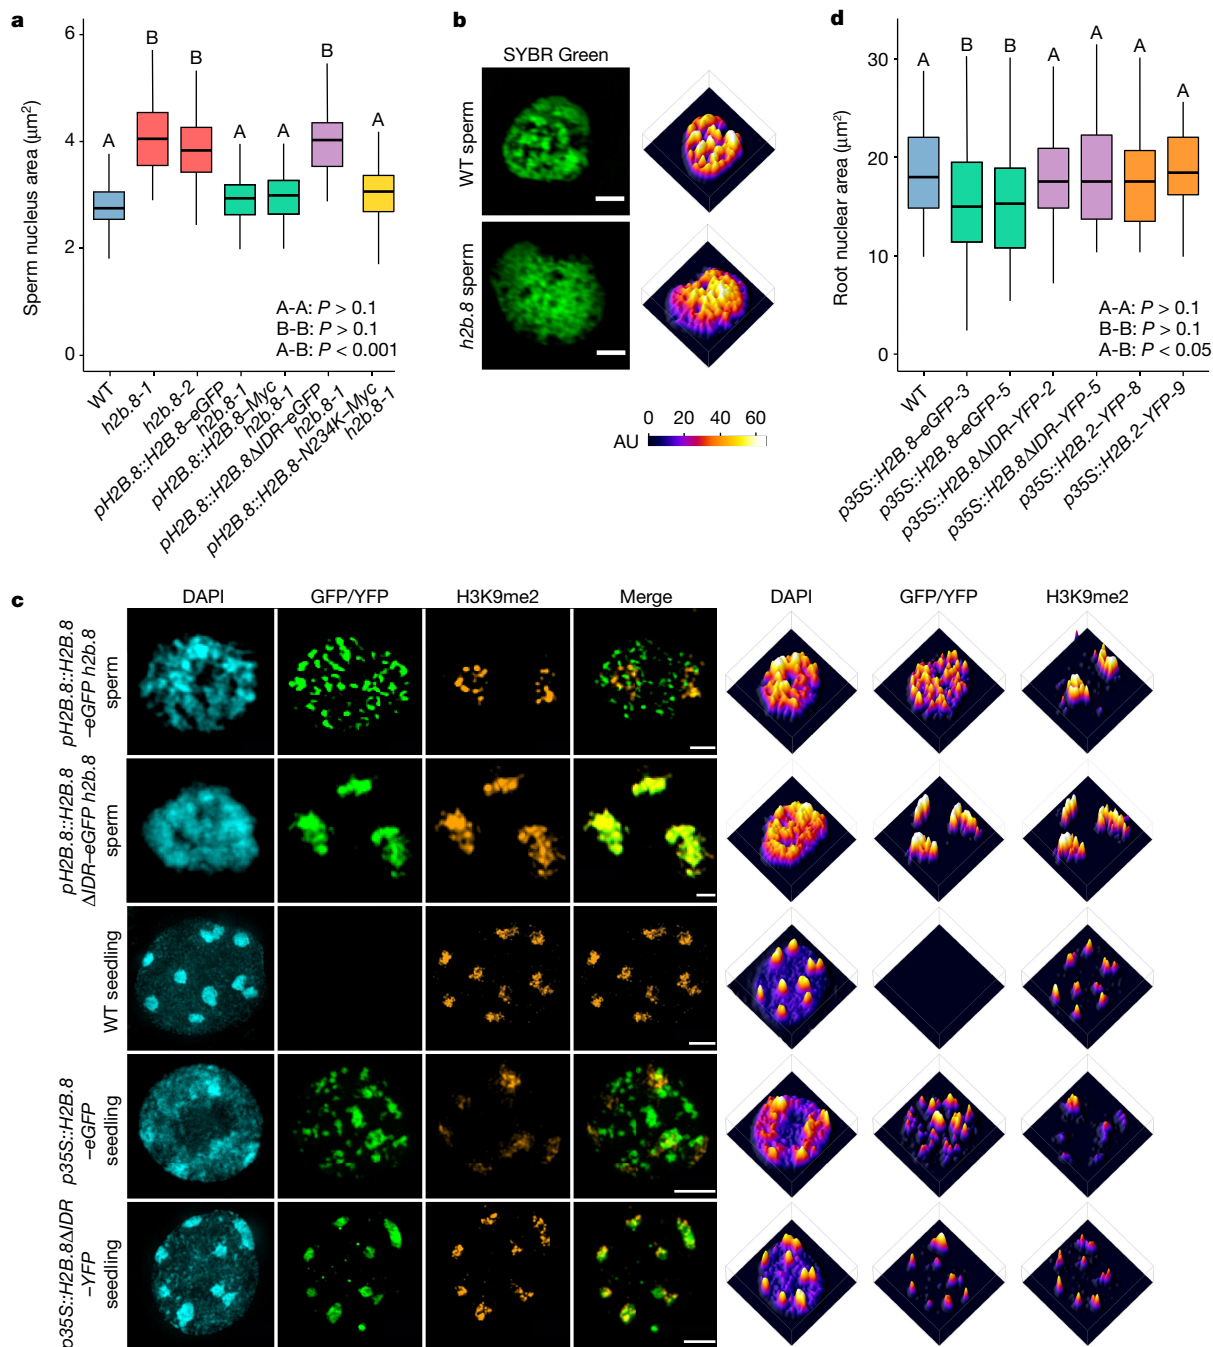 a
Sperm nucleus area (μm²)
6
4
2
0
A
B
B
A
A
B
A
A-A: P > 0.1
B-B: P > 0.1
A-B: P < 0.001
WT
h2b.8-1
h2b.8-2
pH2B.8::H2B.8–eGFP
h2b.8-1
pH2B.8::H2B.8–Myc
h2b.8-1
pH2B.8::H2B.8ΔIDR–eGFP
h2b.8-1
pH2B.8::H2B.8-N234K–Myc
h2b.8-1
b
SYBR Green
WT sperm
h2b.8 sperm
0 20 40 60
AU
d
Root nuclear area (μm²)
30
20
10
0
A
B
B
A
A
A
A
A-A: P > 0.1
B-B: P > 0.1
A-B: P < 0.05
WT
p35S::H2B.8–eGFP-3
p35S::H2B.8–eGFP-5
p35S::H2B.8ΔIDR–YFP-2
p35S::H2B.8ΔIDR–YFP-5
p35S::H2B.2–YFP-8
p35S::H2B.2–YFP-9
c
DAPI GFP/YFP H3K9me2 Merge DAPI GFP/YFP H3K9me2
pH2B.8::H2B.8
–eGFP h2b.8
sperm
pH2B.8::H2B.8
ΔIDR–eGFP h2b.8
sperm
WT seedling
p35S::H2B.8
–eGFP
seedling
p35S::H2B.8ΔIDR
–YFP
seedling